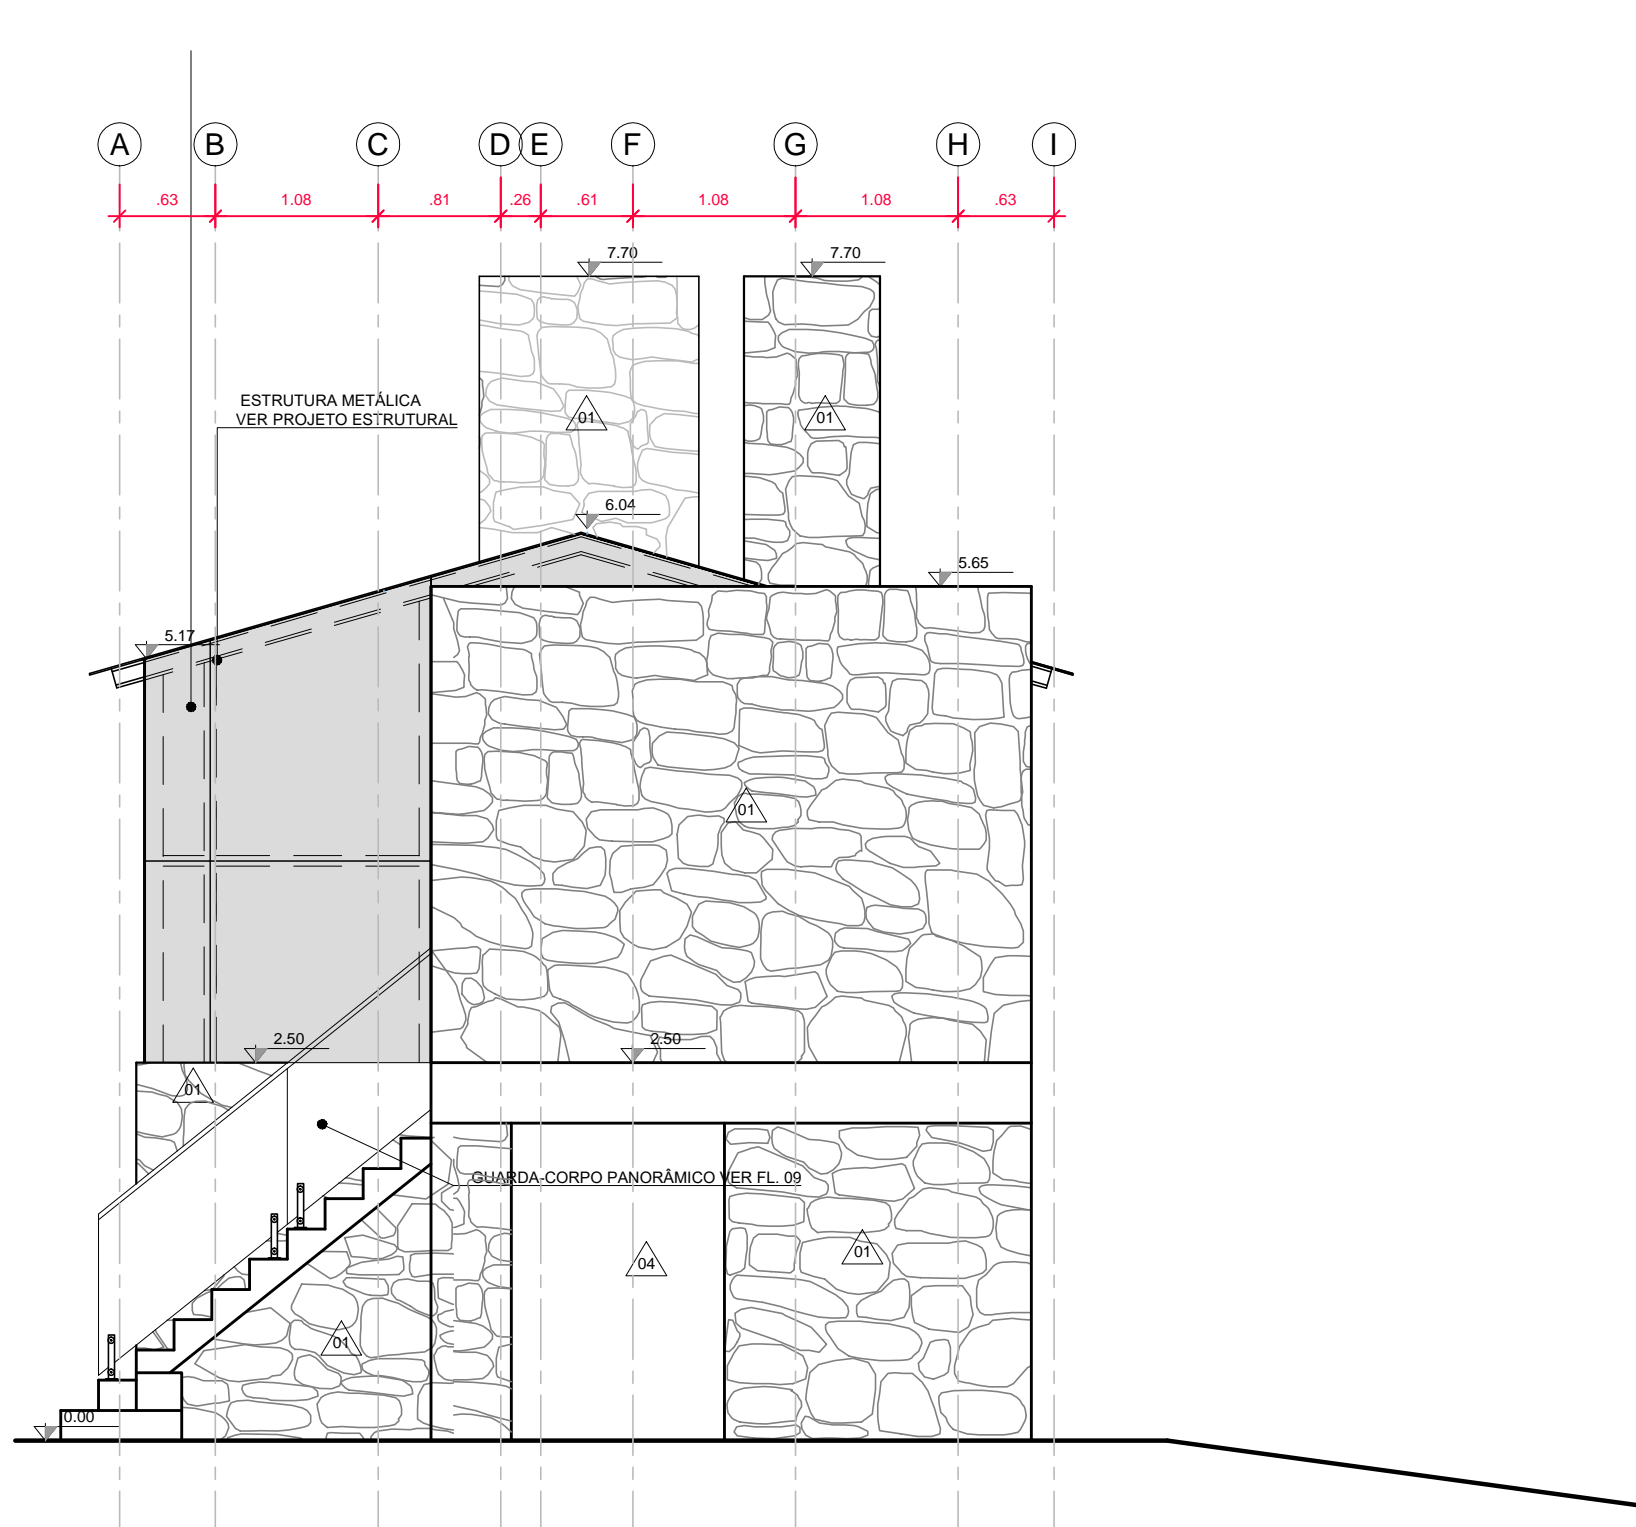 A B C D E F G H I
.63 1.08 .81 .26 .61 1.08 1.08 .63
7.70 7.70
ESTRUTURA METÁLICA
VER PROJETO ESTRUTURAL
01 01
6.04
5.65
5.17
01
2.50 2.50
01
GUARDA-CORPO PANORÂMICO VER FL. 09
04 01
01
0.00